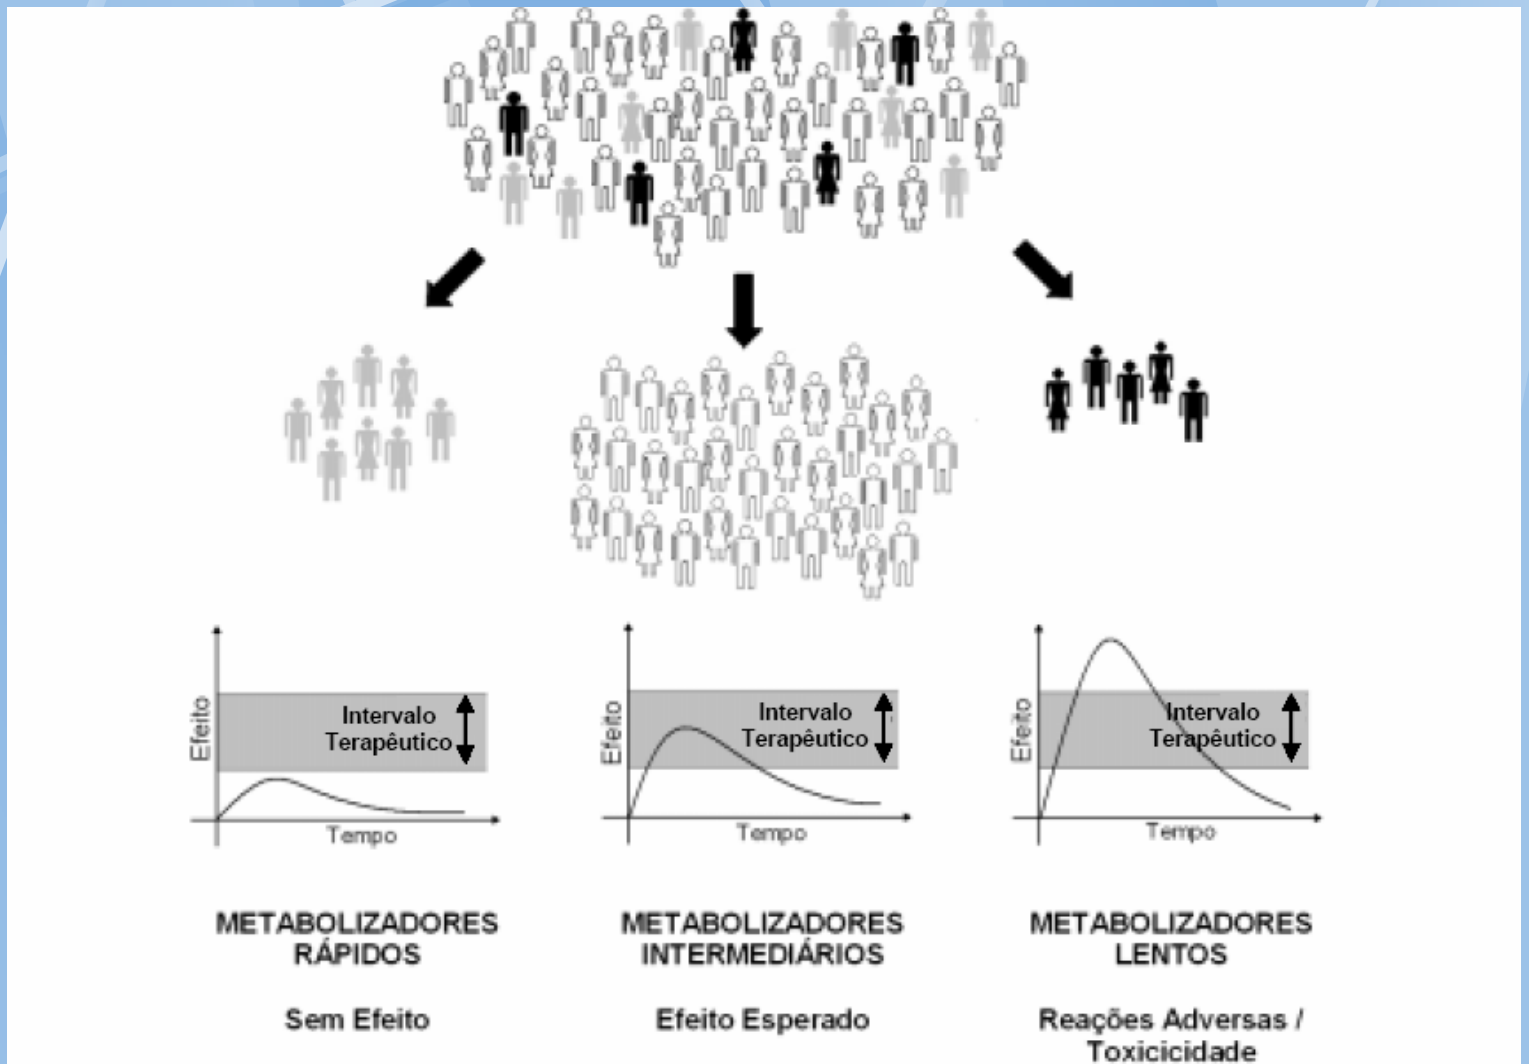 Efeito
Intervalo
Terapêutico
Tempo
Efeito
Intervalo
Terapêutico
Tempo
Efeito
Intervalo
Terapêutico
Tempo
METABOLIZADORES
RÁPIDOS
Sem Efeito
METABOLIZADORES
INTERMEDIÁRIOS
Efeito Esperado
METABOLIZADORES
LENTOS
Reações Adversas /
Toxicicidade